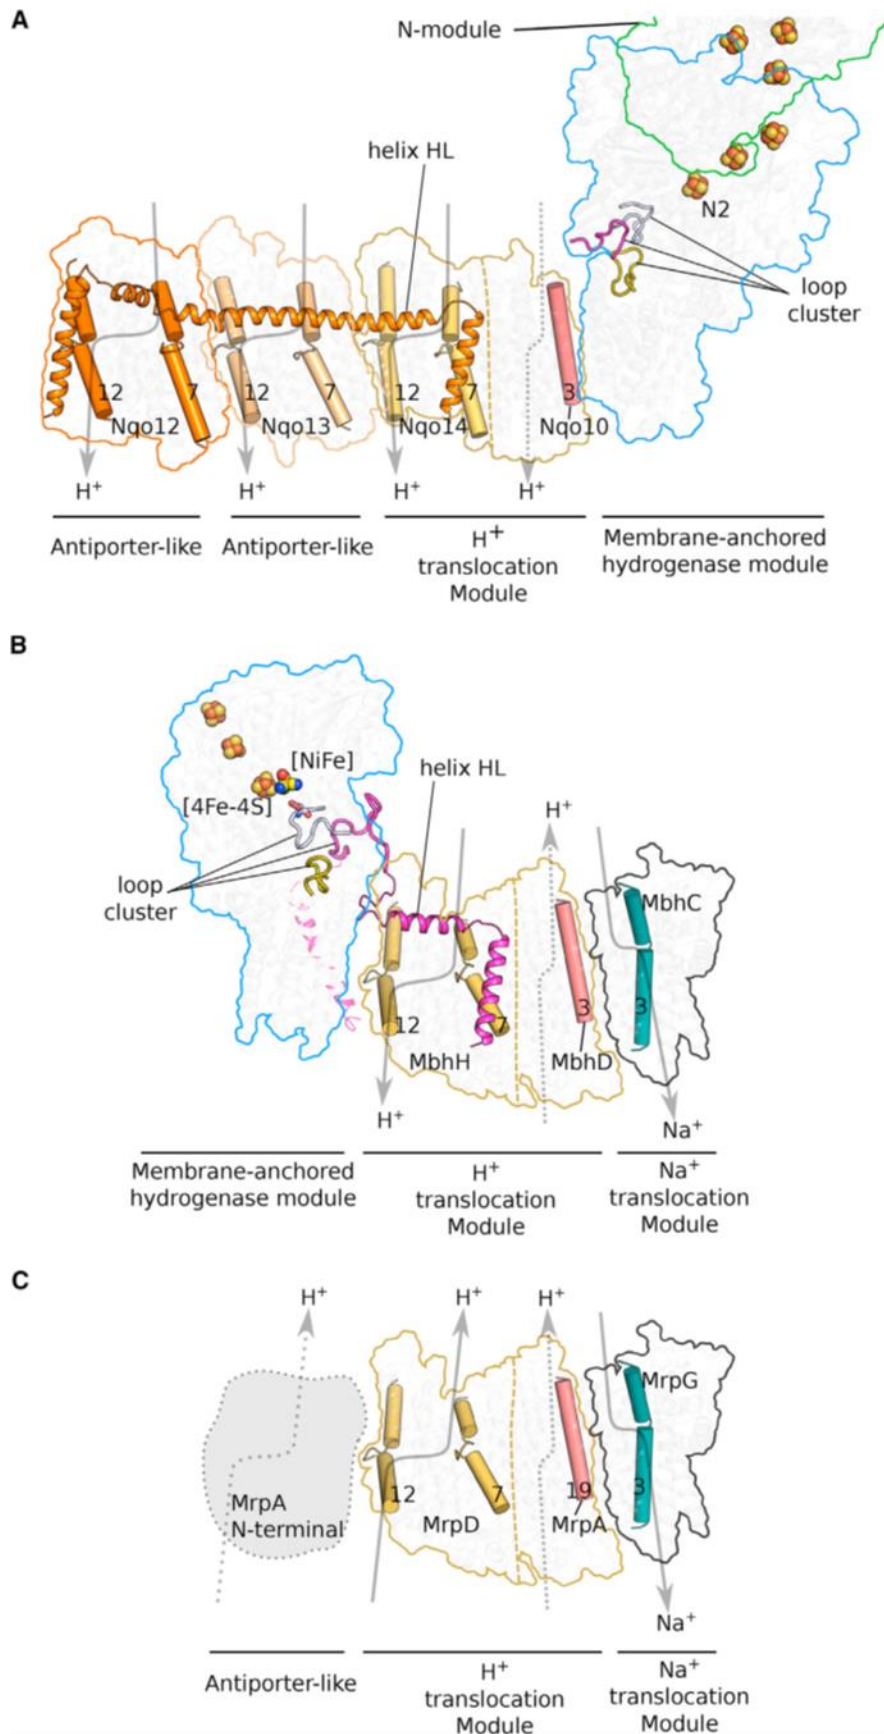 A
N-module
helix HL
N2
loop
cluster
12
7
12
7
12
7
3
Nqo12
Nqo13
Nqo14
Nqo10
H⁺
H⁺
H⁺
H⁺
Antiporter-like
Antiporter-like
H⁺
translocation
Module
Membrane-anchored
hydrogenase module
B
[NiFe]
[4Fe-4S]
helix HL
H⁺
loop
cluster
MbhC
12
7
3
3
MbhH
MbhD
H⁺
Na⁺
Membrane-anchored
hydrogenase module
H⁺
translocation
Module
Na⁺
translocation
Module
C
H⁺
H⁺
H⁺
MrpG
12
7
19
3
MrpA
N-terminal
MrpD
MrpA
Na⁺
Antiporter-like
H⁺
translocation
Module
Na⁺
translocation
Module